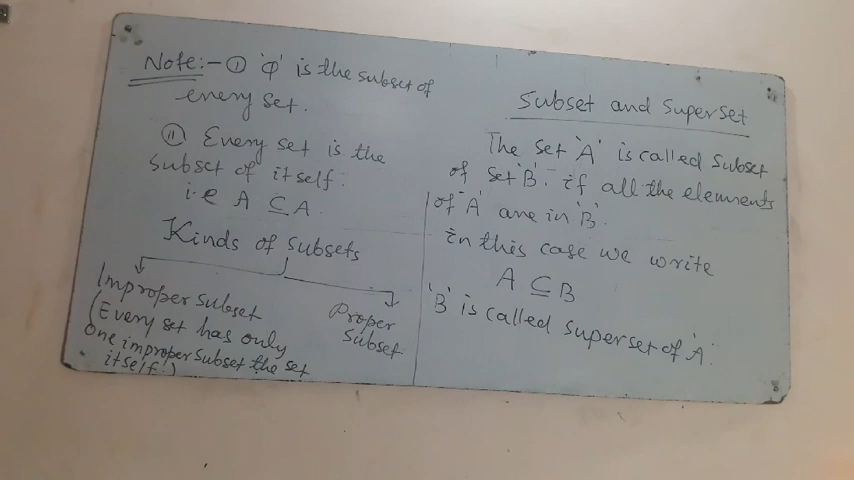 Note:- ① 'φ' is the subset of
every set.
② Every set is the
subset of itself.
i.e A ⊆ A.
Kinds of subsets
Improper subset
(Every set has only
One improper subset the set
itself.)
Proper
subset
Subset and Superset
The set 'A' is called subset
of set 'B'. if all the elements
of 'A' are in 'B'.
in this case we write
A ⊆ B
'B' is called superset of 'A'.